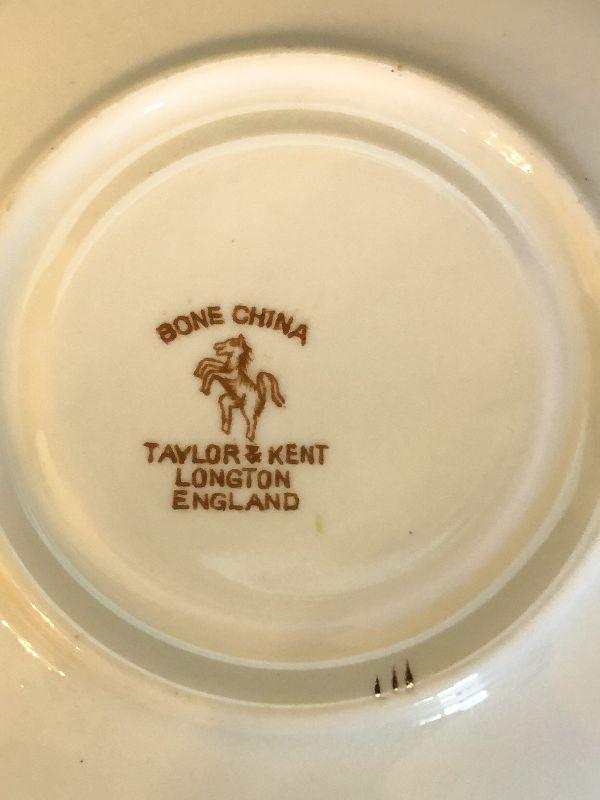 BONE CHINA
TAYLOR & KENT
LONGTON
ENGLAND